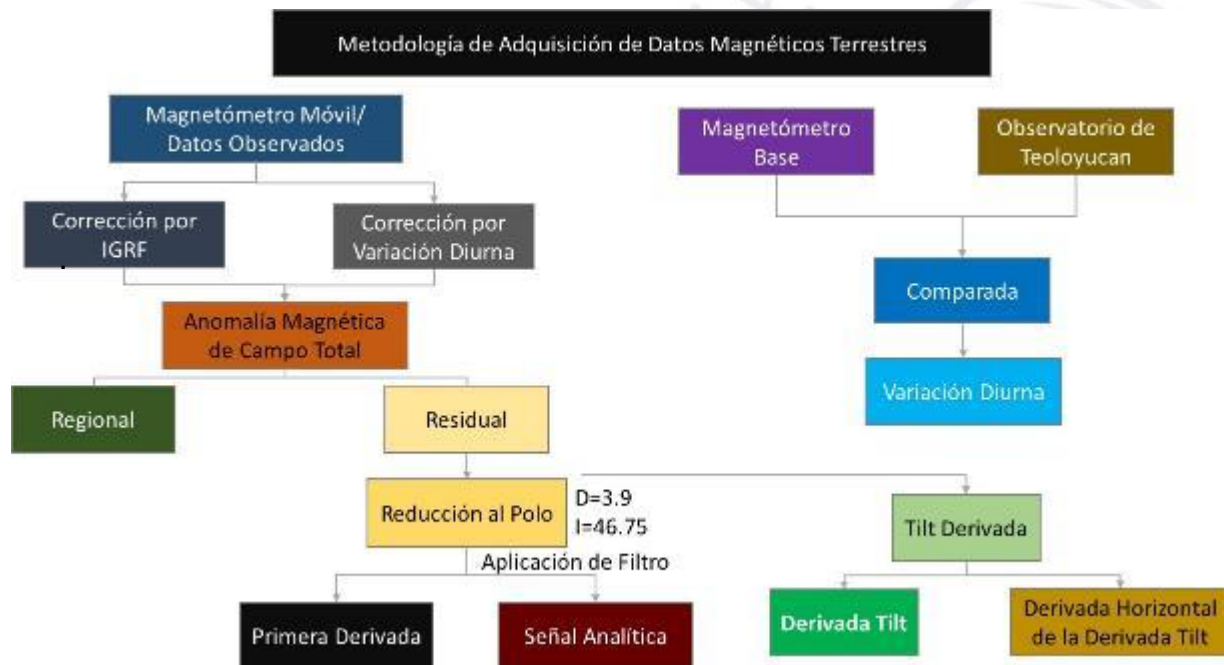 Metodología de Adquisición de Datos Magnéticos Terrestres
Magnetómetro Móvil/
Datos Observados
Magnetómetro
Base
Observatorio de
Teoloyucan
Corrección por
IGRF
Corrección por
Variación Diurna
Comparada
Anomalía Magnética
de Campo Total
Variación Diurna
Regional
Residual
Reducción al Polo
D=3.9
I=46.75
Tilt Derivada
Aplicación de Filtro
Primera Derivada
Señal Analítica
Derivada Tilt
Derivada Horizontal
de la Derivada Tilt